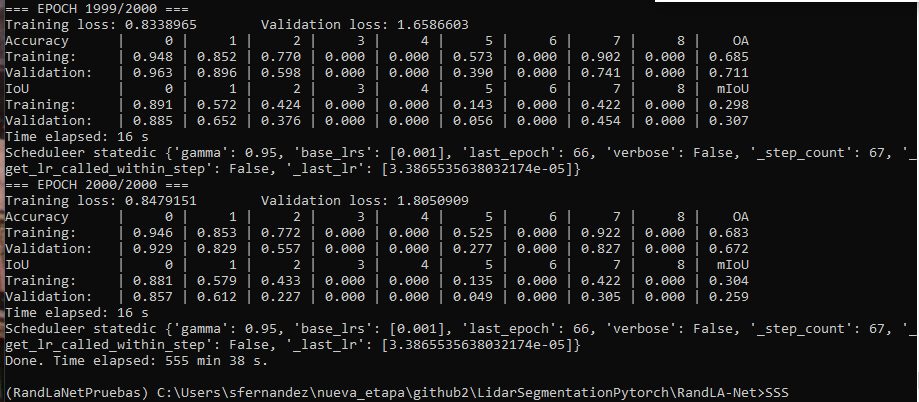 === EPOCH 1999/2000 ===
Training loss: 0.8338965 Validation loss: 1.6586603
Accuracy | 0 | 1 | 2 | 3 | 4 | 5 | 6 | 7 | 8 | OA
Training: | 0.948 | 0.852 | 0.770 | 0.000 | 0.000 | 0.573 | 0.000 | 0.902 | 0.000 | 0.685
Validation: | 0.963 | 0.896 | 0.598 | 0.000 | 0.000 | 0.390 | 0.000 | 0.741 | 0.000 | 0.711
IoU | 0 | 1 | 2 | 3 | 4 | 5 | 6 | 7 | 8 | mIoU
Training: | 0.891 | 0.572 | 0.424 | 0.000 | 0.000 | 0.143 | 0.000 | 0.422 | 0.000 | 0.298
Validation: | 0.885 | 0.652 | 0.376 | 0.000 | 0.000 | 0.056 | 0.000 | 0.454 | 0.000 | 0.307
Time elapsed: 16 s
Scheduleer statedic {'gamma': 0.95, 'base_lrs': [0.001], 'last_epoch': 66, 'verbose': False, '_step_count': 67, '_
get_lr_called_within_step': False, '_last_lr': [3.3865535638032174e-05]}
=== EPOCH 2000/2000 ===
Training loss: 0.8479151 Validation loss: 1.8050909
Accuracy | 0 | 1 | 2 | 3 | 4 | 5 | 6 | 7 | 8 | OA
Training: | 0.946 | 0.853 | 0.772 | 0.000 | 0.000 | 0.525 | 0.000 | 0.922 | 0.000 | 0.683
Validation: | 0.929 | 0.829 | 0.557 | 0.000 | 0.000 | 0.277 | 0.000 | 0.827 | 0.000 | 0.672
IoU | 0 | 1 | 2 | 3 | 4 | 5 | 6 | 7 | 8 | mIoU
Training: | 0.881 | 0.579 | 0.433 | 0.000 | 0.000 | 0.135 | 0.000 | 0.422 | 0.000 | 0.304
Validation: | 0.857 | 0.612 | 0.227 | 0.000 | 0.000 | 0.049 | 0.000 | 0.305 | 0.000 | 0.259
Time elapsed: 16 s
Scheduleer statedic {'gamma': 0.95, 'base_lrs': [0.001], 'last_epoch': 66, 'verbose': False, '_step_count': 67, '_
get_lr_called_within_step': False, '_last_lr': [3.3865535638032174e-05]}
Done. Time elapsed: 555 min 38 s.
(RandLaNetPruebas) C:\Users\sfernandez\nueva_etapa\github2\LidarSegmentationPytorch\RandLA-Net>SSS